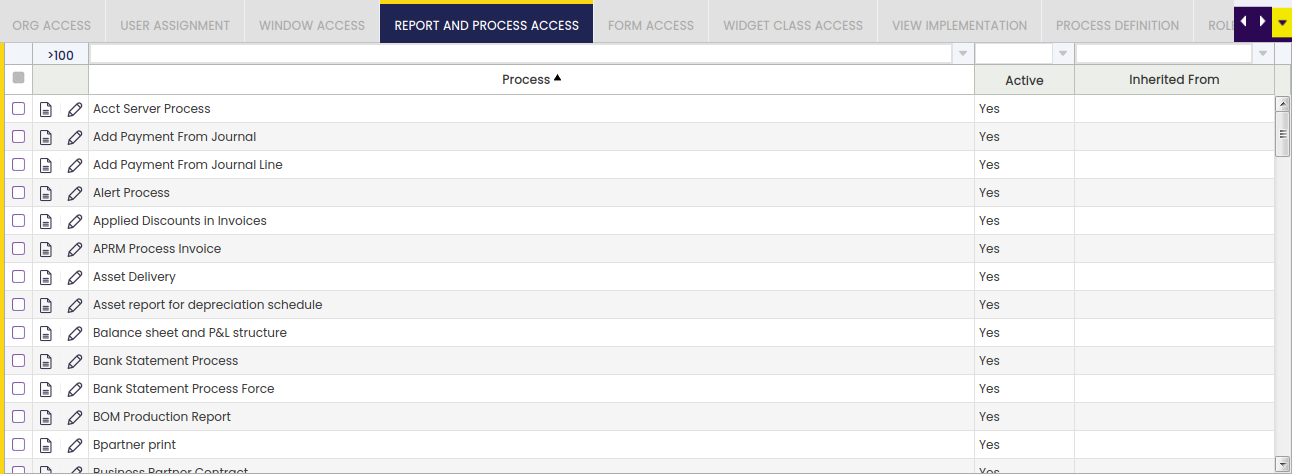 ORG ACCESS USER ASSIGNMENT WINDOW ACCESS REPORT AND PROCESS ACCESS FORM ACCESS WIDGET CLASS ACCESS VIEW IMPLEMENTATION PROCESS DEFINITION ROL
>100
Process Active Inherited From
Acct Server Process Yes
Add Payment From Journal Yes
Add Payment From Journal Line Yes
Alert Process Yes
Applied Discounts in Invoices Yes
APRM Process Invoice Yes
Asset Delivery Yes
Asset report for depreciation schedule Yes
Balance sheet and P&L structure Yes
Bank Statement Process Yes
Bank Statement Process Force Yes
BOM Production Report Yes
Bpartner print Yes
Business Partner Contract Yes